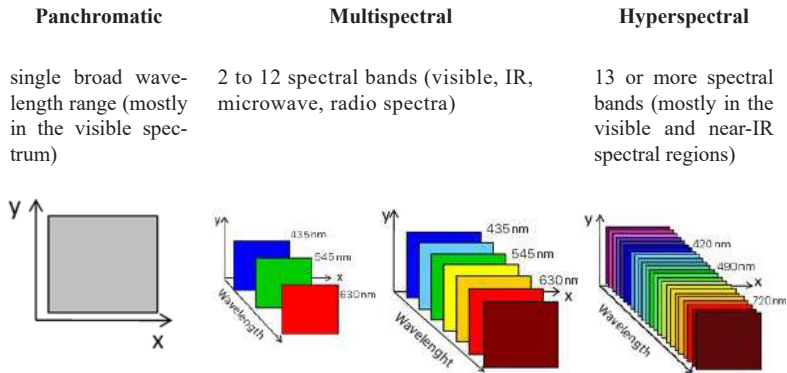 Panchromatic
Multispectral
Hyperspectral
single broad wave-
length range (mostly
in the visible spec-
trum)
2 to 12 spectral bands (visible, IR,
microwave, radio spectra)
13 or more spectral
bands (mostly in the
visible and near-IR
spectral regions)
y
x
y
435nm
545nm
x
630nm
Wavelength
y
435nm
545nm
630nm
x
Wavelenght
y
420nm
490nm
x
720nm
Wavelength